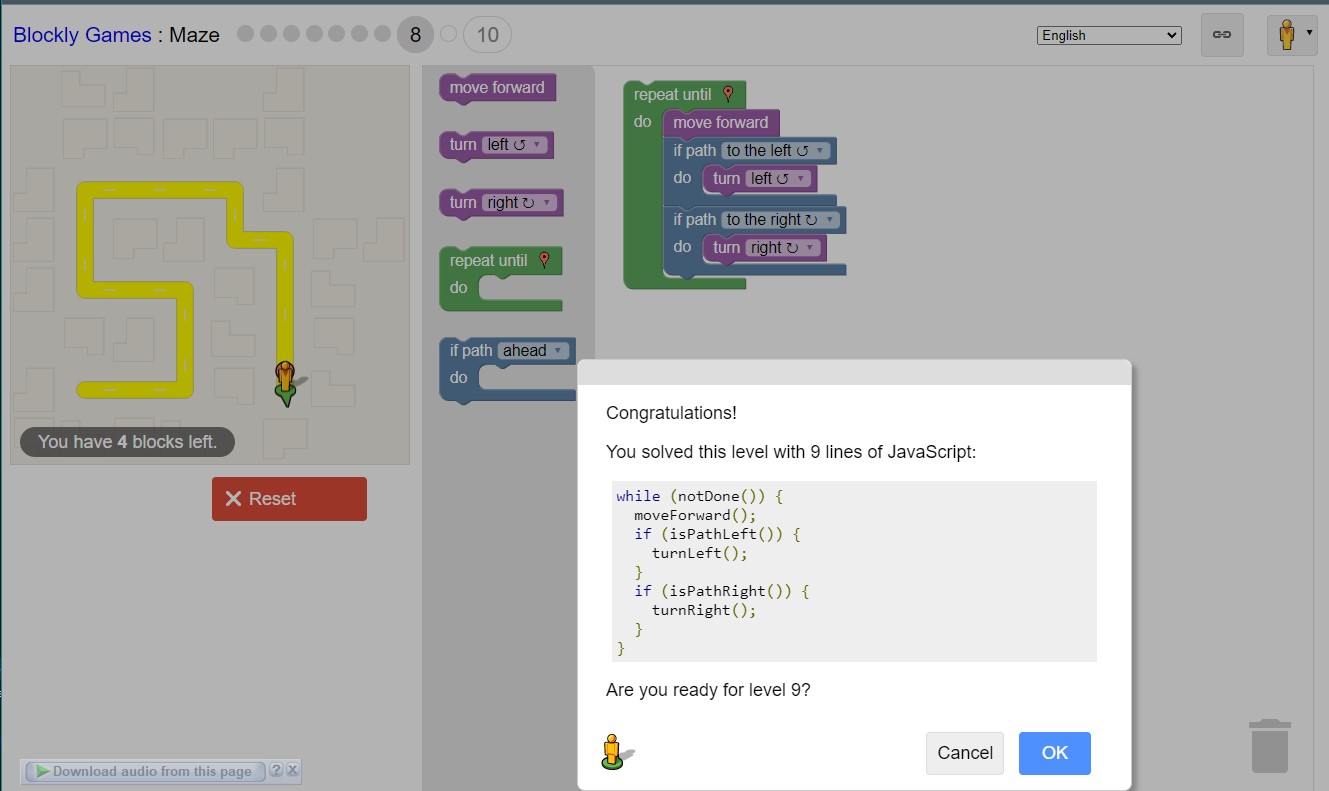 Blockly Games : Maze 8 10 English
move forward
turn left ↺
turn right ↻
repeat until
do
if path ahead
do
repeat until
do move forward
if path to the left ↺
do turn left ↺
if path to the right ↻
do turn right ↻
You have 4 blocks left.
Reset
Congratulations!
You solved this level with 9 lines of JavaScript:
while (notDone()) {
moveForward();
if (isPathLeft()) {
turnLeft();
}
if (isPathRight()) {
turnRight();
}
}
Are you ready for level 9?
Cancel OK
Download audio from this page ? X